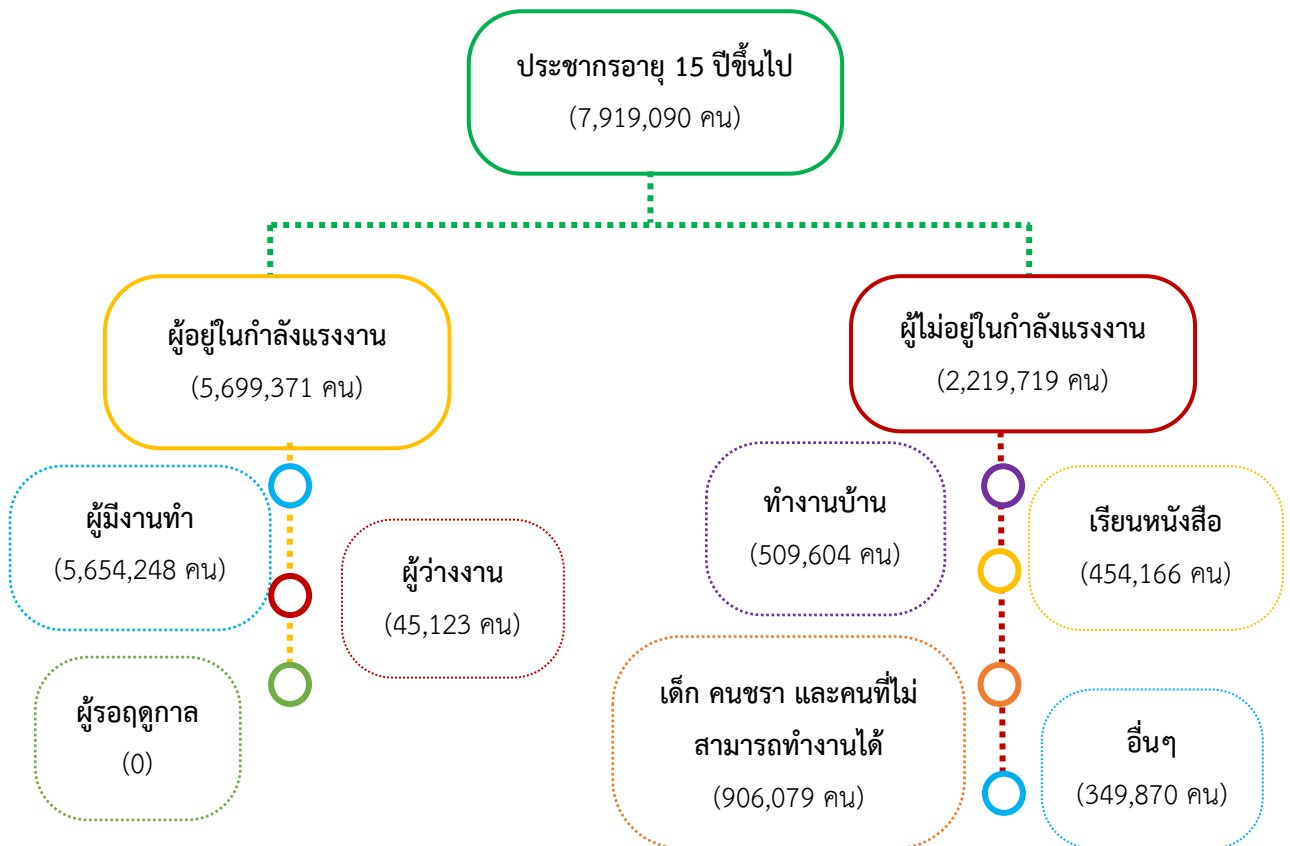 ประชากรอายุ 15 ปีขึ้นไป
(7,919,090 คน)
ผู้อยู่ในกำลังแรงงาน
(5,699,371 คน)
ผู้ไม่อยู่ในกำลังแรงงาน
(2,219,719 คน)
ผู้มีงานทำ
(5,654,248 คน)
ผู้ว่างงาน
(45,123 คน)
ผู้รอฤดูกาล
(0)
ทำงานบ้าน
(509,604 คน)
เรียนหนังสือ
(454,166 คน)
เด็ก คนชรา และคนที่ไม่
สามารถทำงานได้
(906,079 คน)
อื่นๆ
(349,870 คน)